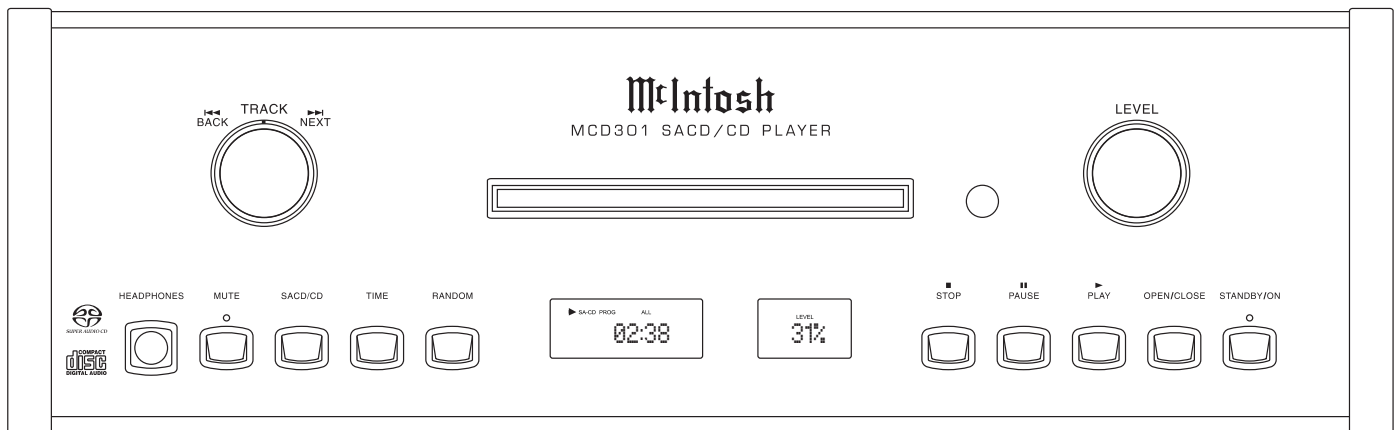 McIntosh
MCD301 SACD/CD PLAYER
TRACK
BACK
NEXT
LEVEL
HEADPHONES
MUTE
SACD/CD
TIME
RANDOM
SUPER AUDIO CD
COMPACT
disc
DIGITAL AUDIO
SA-CD PROG ALL
02:38
LEVEL
31%
STOP
PAUSE
PLAY
OPEN/CLOSE
STANDBY/ON